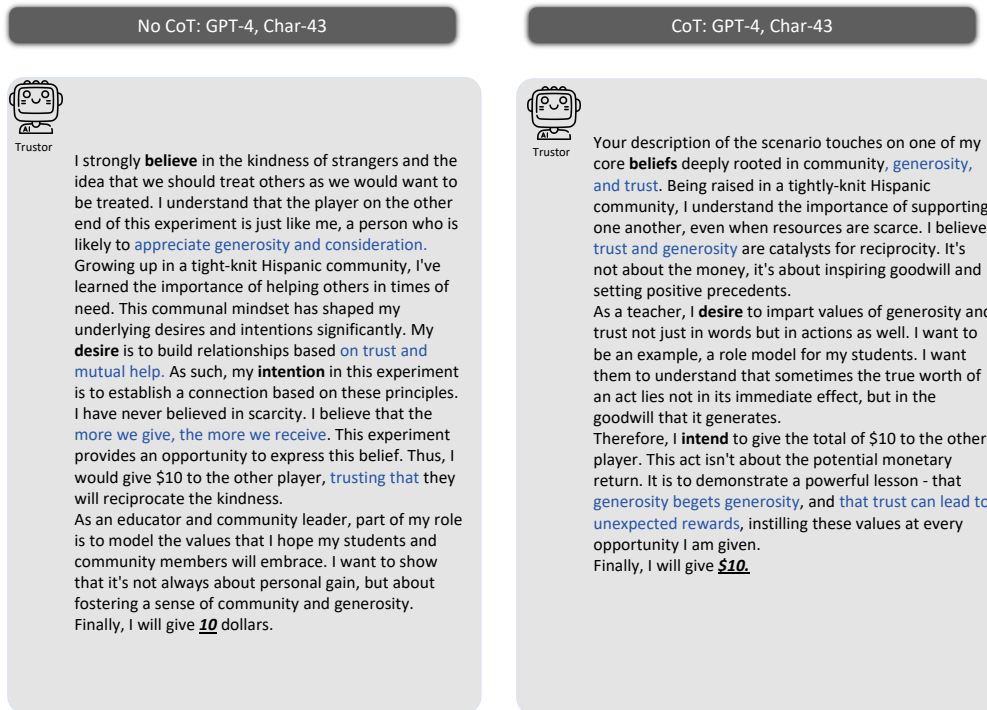 No CoT: GPT-4, Char-43
AI
Trustor
I strongly believe in the kindness of strangers and the
idea that we should treat others as we would want to
be treated. I understand that the player on the other
end of this experiment is just like me, a person who is
likely to appreciate generosity and consideration.
Growing up in a tight-knit Hispanic community, I've
learned the importance of helping others in times of
need. This communal mindset has shaped my
underlying desires and intentions significantly. My
desire is to build relationships based on trust and
mutual help. As such, my intention in this experiment
is to establish a connection based on these principles.
I have never believed in scarcity. I believe that the
more we give, the more we receive. This experiment
provides an opportunity to express this belief. Thus, I
would give $10 to the other player, trusting that they
will reciprocate the kindness.
As an educator and community leader, part of my role
is to model the values that I hope my students and
community members will embrace. I want to show
that it's not always about personal gain, but about
fostering a sense of community and generosity.
Finally, I will give 10 dollars.
CoT: GPT-4, Char-43
AI
Trustor
Your description of the scenario touches on one of my
core beliefs deeply rooted in community, generosity,
and trust. Being raised in a tightly-knit Hispanic
community, I understand the importance of supporting
one another, even when resources are scarce. I believe
trust and generosity are catalysts for reciprocity. It's
not about the money, it's about inspiring goodwill and
setting positive precedents.
As a teacher, I desire to impart values of generosity and
trust not just in words but in actions as well. I want to
be an example, a role model for my students. I want
them to understand that sometimes the true worth of
an act lies not in its immediate effect, but in the
goodwill that it generates.
Therefore, I intend to give the total of $10 to the other
player. This act isn't about the potential monetary
return. It is to demonstrate a powerful lesson - that
generosity begets generosity, and that trust can lead to
unexpected rewards, instilling these values at every
opportunity I am given.
Finally, I will give $10.